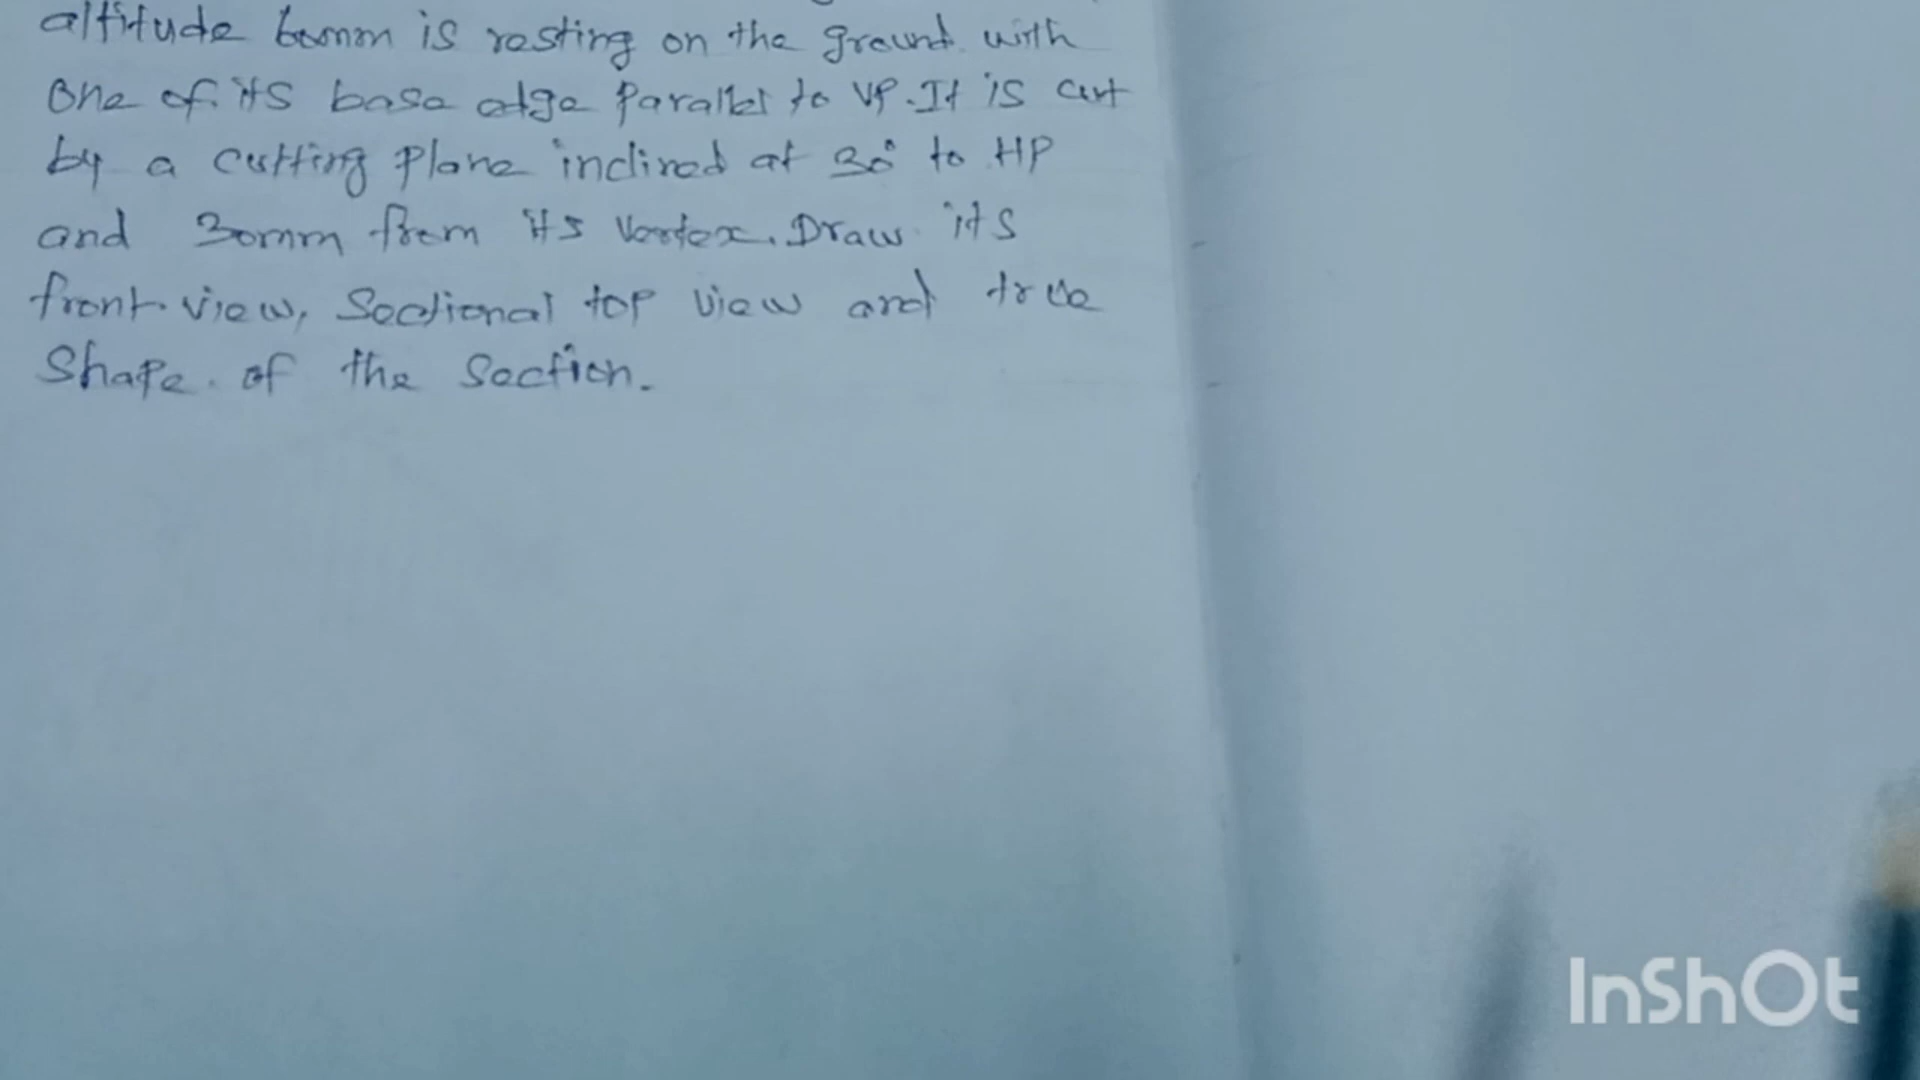 altitude 60mm is resting on the ground with
One of its base edge parallel to VP. It is cut
by a cutting plane inclined at 30° to HP
and 30mm from its Vertex. Draw its
front view, Sectional top view and true
Shape of the Section.
InShOt